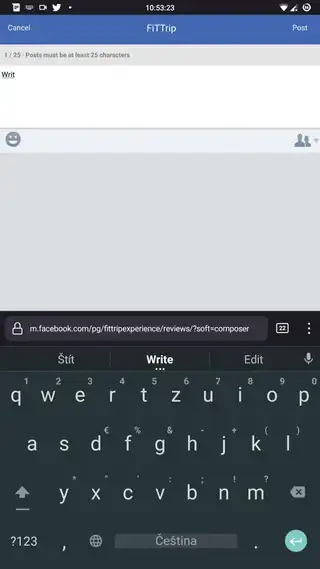 10:53:23
Cancel FiTTrip Post
1 / 25 · Posts must be at least 25 characters
Writ
m.facebook.com/pg/fittripexperience/reviews/?soft=composer 22
Štít Write Edit
1 2 3 4 5 6 7 8 9 0
q w e r t z u i o p
€ % & - + ( )
a s d f g h j k l
* " ' : ; ! ?
y x c v b n m
?123 , Čeština .